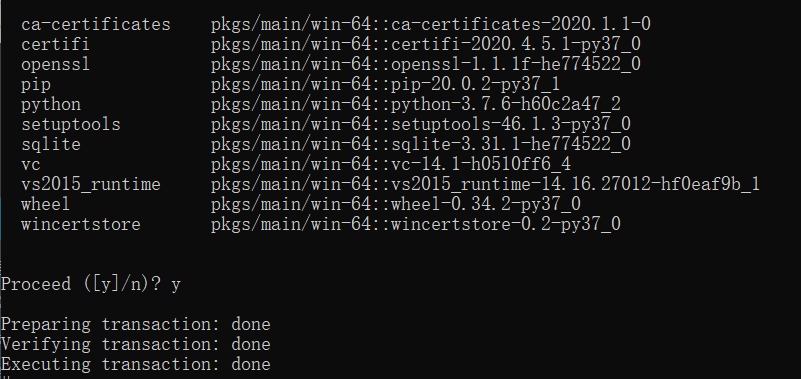 ca-certificates    pkgs/main/win-64::ca-certificates-2020.1.1-0
certifi            pkgs/main/win-64::certifi-2020.4.5.1-py37_0
openssl            pkgs/main/win-64::openssl-1.1.1f-he774522_0
pip                pkgs/main/win-64::pip-20.0.2-py37_1
python             pkgs/main/win-64::python-3.7.6-h60c2a47_2
setuptools         pkgs/main/win-64::setuptools-46.1.3-py37_0
sqlite             pkgs/main/win-64::sqlite-3.31.1-he774522_0
vc                 pkgs/main/win-64::vc-14.1-h0510ff6_4
vs2015_runtime     pkgs/main/win-64::vs2015_runtime-14.16.27012-hf0eaf9b_1
wheel              pkgs/main/win-64::wheel-0.34.2-py37_0
wincertstore       pkgs/main/win-64::wincertstore-0.2-py37_0
Proceed ([y]/n)? y
Preparing transaction: done
Verifying transaction: done
Executing transaction: done